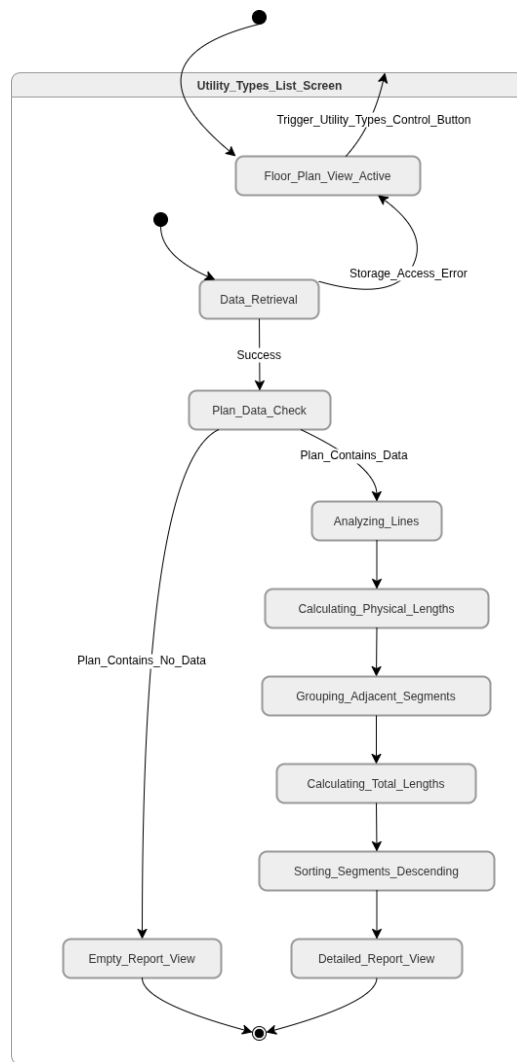 Utility_Types_List_Screen
Trigger_Utility_Types_Control_Button
Floor_Plan_View_Active
Storage_Access_Error
Data_Retrieval
Success
Plan_Data_Check
Plan_Contains_Data
Analyzing_Lines
Calculating_Physical_Lengths
Plan_Contains_No_Data
Grouping_Adjacent_Segments
Calculating_Total_Lengths
Sorting_Segments_Descending
Empty_Report_View
Detailed_Report_View